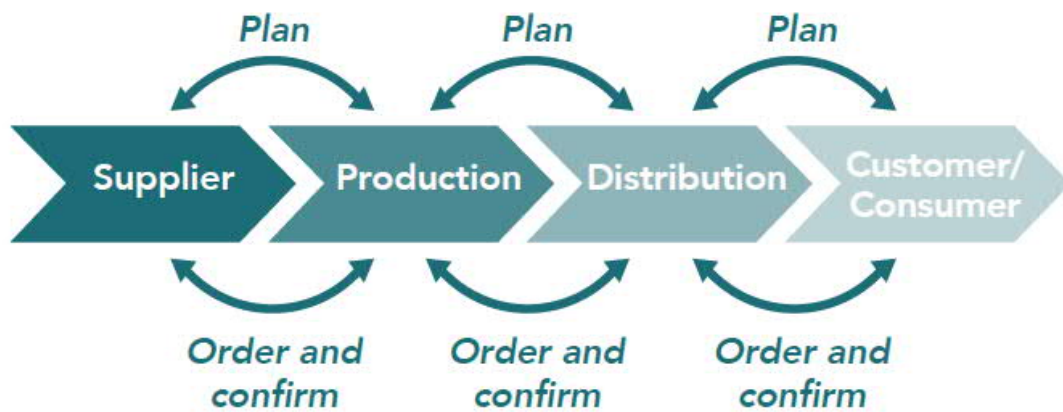 Plan Plan Plan
Supplier Production Distribution Customer/
Consumer
Order and Order and Order and
confirm confirm confirm